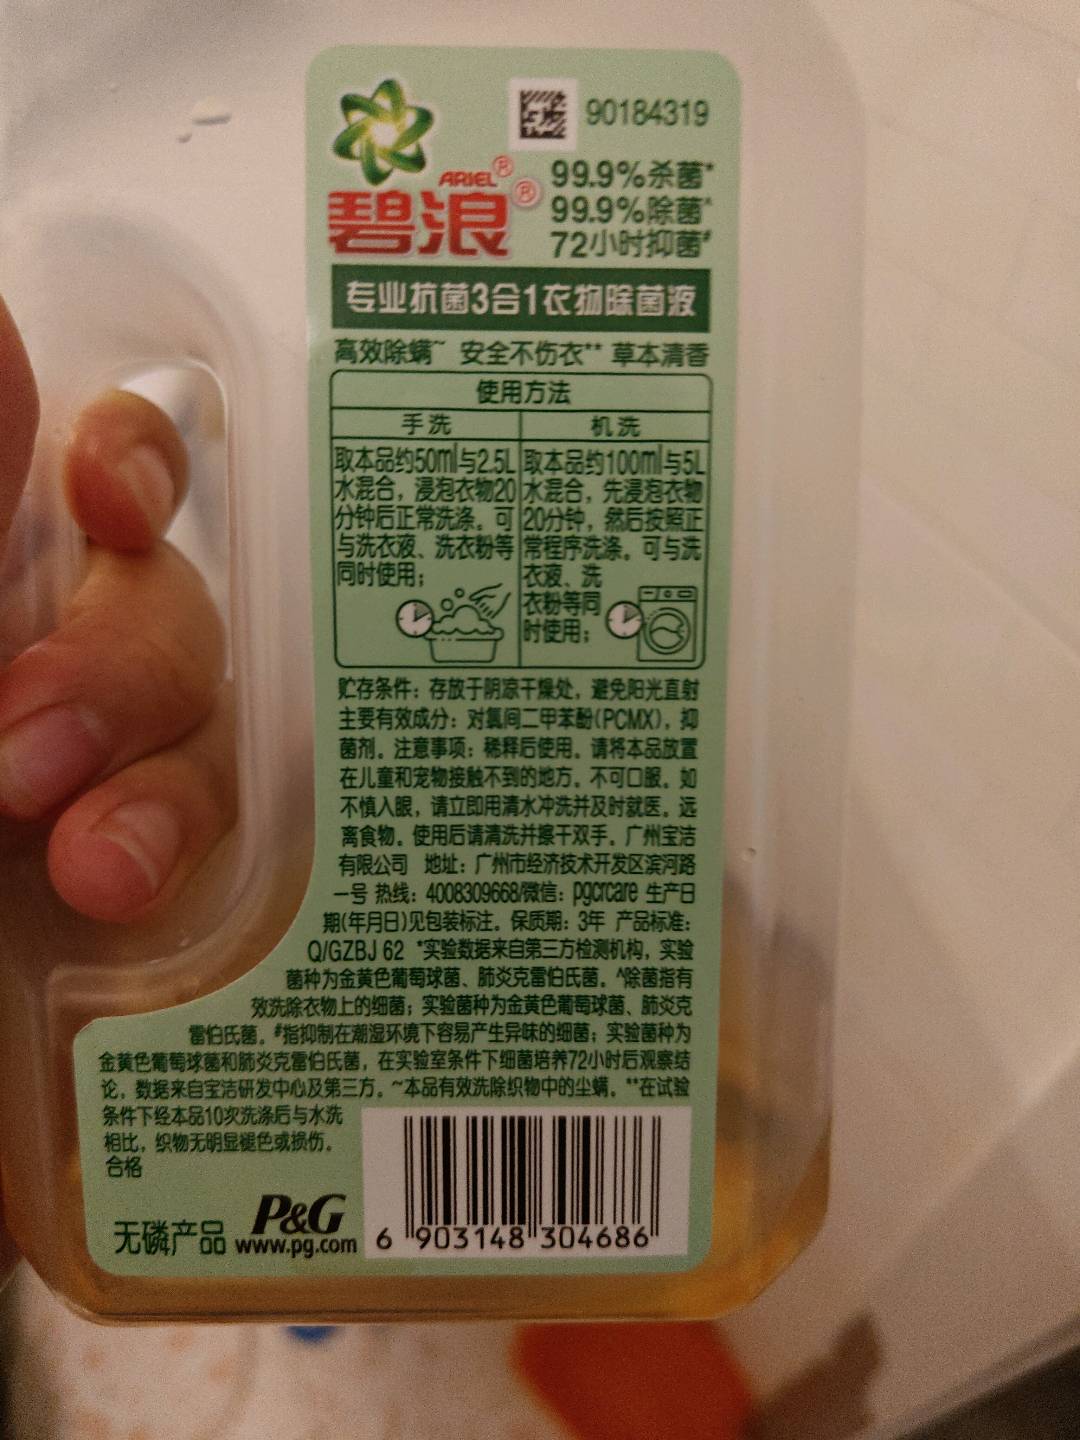 90184319
ARIEL®
碧浪®
99.9%杀菌*
99.9%除菌^
72小时抑菌#
专业抗菌3合1衣物除菌液
高效除螨~ 安全不伤衣** 草本清香
使用方法
手洗
取本品约50ml与2.5L
水混合，浸泡衣物20
分钟后正常洗涤。可
与洗衣液、洗衣粉等
同时使用；
机洗
取本品约100ml与5L
水混合，先浸泡衣物
20分钟，然后按照正
常程序洗涤。可与洗
衣液、洗
衣粉等同
时使用；
贮存条件：存放于阴凉干燥处，避免阳光直射
主要有效成分：对氯间二甲苯酚(PCMX)，抑
菌剂。注意事项：稀释后使用。请将本品放置
在儿童和宠物接触不到的地方。不可口服。如
不慎入眼，请立即用清水冲洗并及时就医。远
离食物。使用后请清洗并擦干双手。广州宝洁
有限公司 地址：广州市经济技术开发区滨河路
一号 热线：4008309668/微信：pgcrcare 生产日
期(年月日)见包装标注。保质期：3年 产品标准：
Q/GZBJ 62 *实验数据来自第三方检测机构，实验
菌种为金黄色葡萄球菌、肺炎克雷伯氏菌。^除菌指有
效洗除衣物上的细菌；实验菌种为金黄色葡萄球菌、肺炎克
雷伯氏菌。#指抑制在潮湿环境下容易产生异味的细菌；实验菌种为
金黄色葡萄球菌和肺炎克雷伯氏菌，在实验室条件下细菌培养72小时后观察结
论，数据来自宝洁研发中心及第三方。~本品有效洗除织物中的尘螨。**在试验
条件下经本品10次洗涤后与水洗
相比，织物无明显褪色或损伤。
合格
无磷产品
P&G
www.pg.com
6 903148 304686